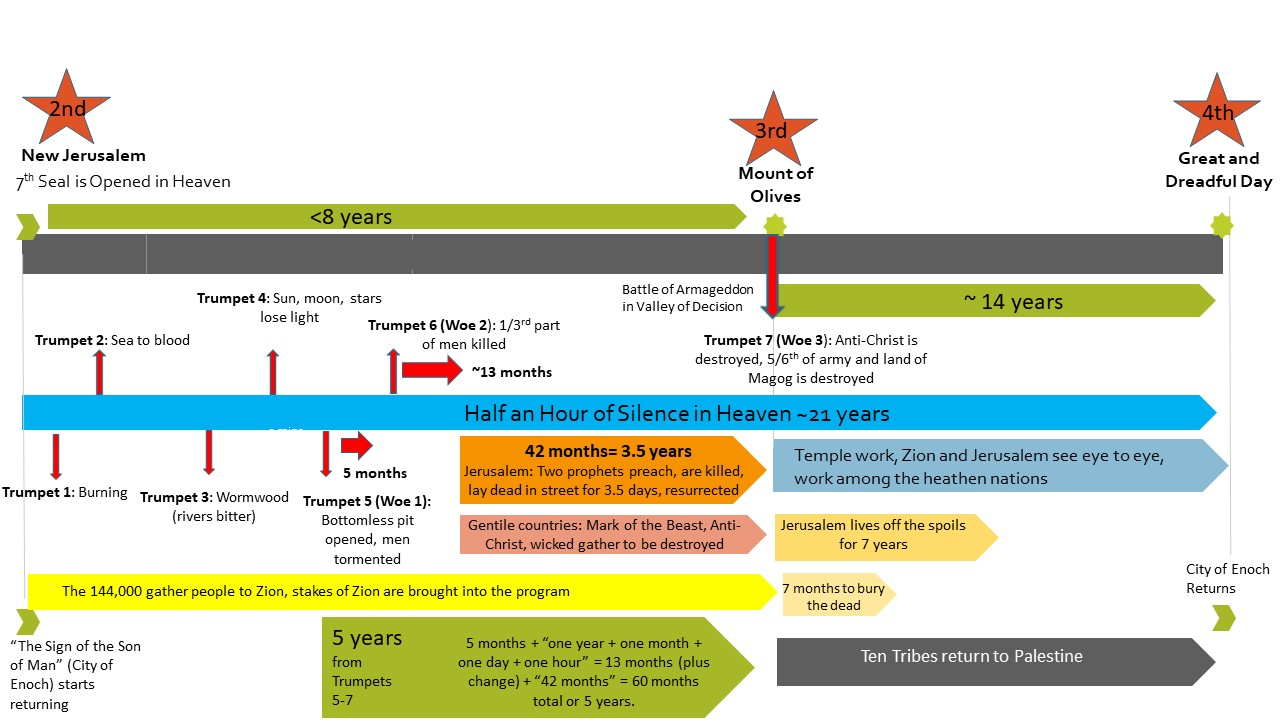 2nd
New Jerusalem
7th Seal is Opened in Heaven
3rd
Mount of
Olives
4th
Great and
Dreadful Day
<8 years
Battle of Armageddon
in Valley of Decision
~ 14 years
Trumpet 4: Sun, moon, stars
lose light
Trumpet 2: Sea to blood
Trumpet 6 (Woe 2): 1/3rd part
of men killed
~13 months
Trumpet 7 (Woe 3): Anti-Christ is
destroyed, 5/6th of army and land of
Magog is destroyed
Half an Hour of Silence in Heaven ~21 years
Trumpet 1: Burning
Trumpet 3: Wormwood
(rivers bitter)
5 months
Trumpet 5 (Woe 1):
Bottomless pit
opened, men
tormented
42 months= 3.5 years
Jerusalem: Two prophets preach, are killed,
lay dead in street for 3.5 days, resurrected
Temple work, Zion and Jerusalem see eye to eye,
work among the heathen nations
Gentile countries: Mark of the Beast, Anti-
Christ, wicked gather to be destroyed
Jerusalem lives off the spoils
for 7 years
The 144,000 gather people to Zion, stakes of Zion are brought into the program
7 months to bury
the dead
City of Enoch
Returns
"The Sign of the Son
of Man" (City of
Enoch) starts
returning
5 years
from
Trumpets
5-7
5 months + "one year + one month +
one day + one hour" = 13 months (plus
change) + "42 months" = 60 months
total or 5 years.
Ten Tribes return to Palestine